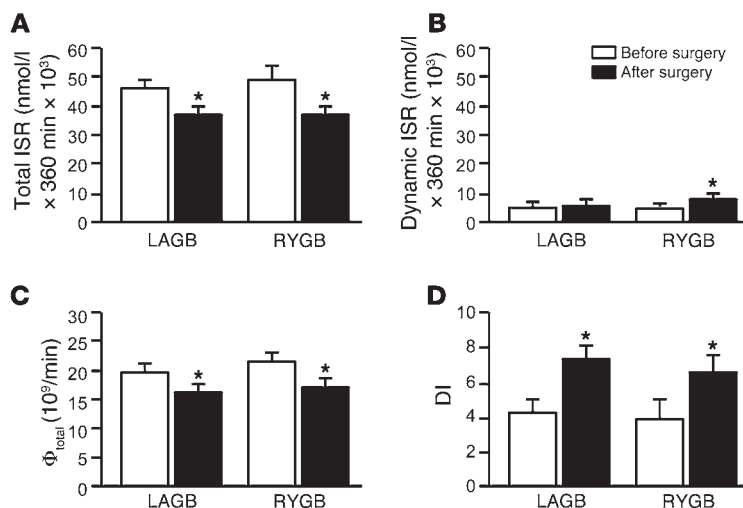 A
Total ISR (nmol/l
× 360 min × 10³)
60
50
40
30
20
10
0
*
*
LAGB
RYGB
B
Dynamic ISR (nmol/l
× 360 min × 10³)
60
50
40
30
20
10
0
Before surgery
After surgery
*
LAGB
RYGB
C
Φtotal (10⁹/min)
30
25
20
15
10
5
0
*
*
LAGB
RYGB
D
DI
10
8
6
4
2
0
*
*
LAGB
RYGB